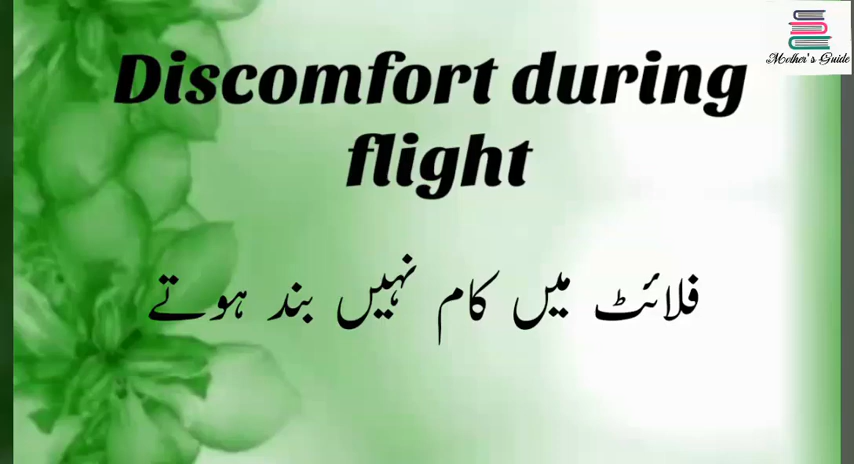 Mother's Guide
Discomfort during
flight
فلائٹ میں کام نہیں بند ہوتے